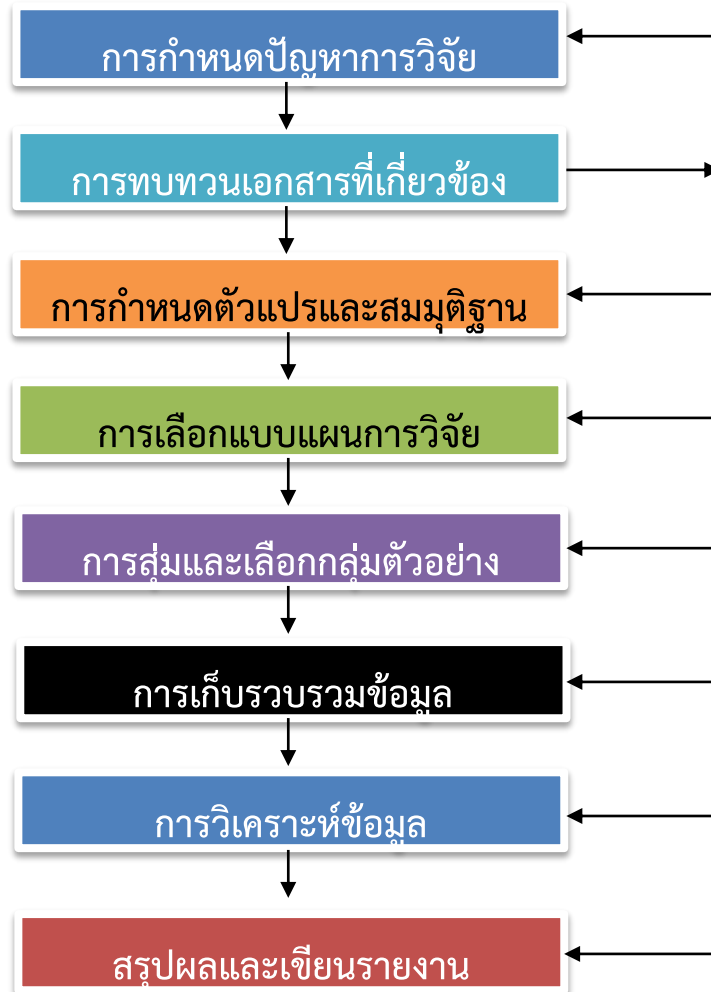 การกำหนดปัญหาการวิจัย
การทบทวนเอกสารที่เกี่ยวข้อง
การกำหนดตัวแปรและสมมุติฐาน
การเลือกแบบแผนการวิจัย
การสุ่มและเลือกกลุ่มตัวอย่าง
การเก็บรวบรวมข้อมูล
การวิเคราะห์ข้อมูล
สรุปผลและเขียนรายงาน